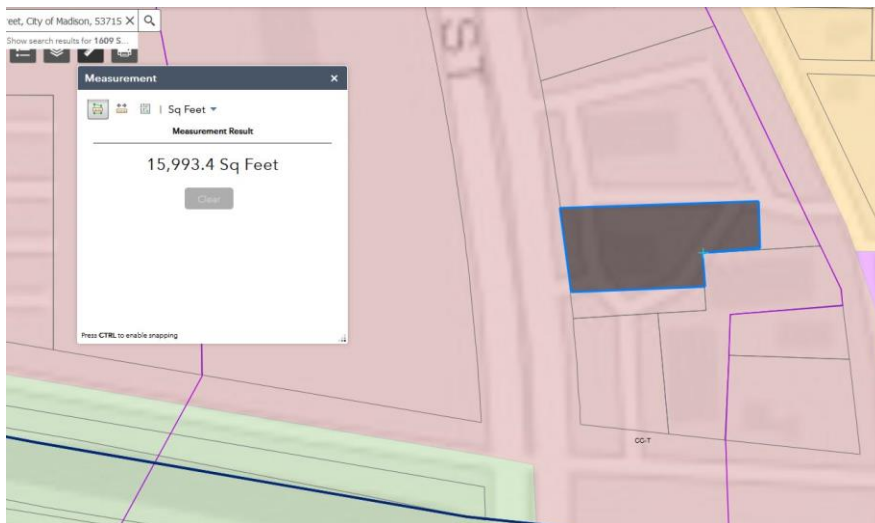 reet, City of Madison, 53715 X
Show search results for 1609 S...
ST
Measurement ×
| Sq Feet
Measurement Result
15,993.4 Sq Feet
Clear
Press CTRL to enable snapping
CC-T